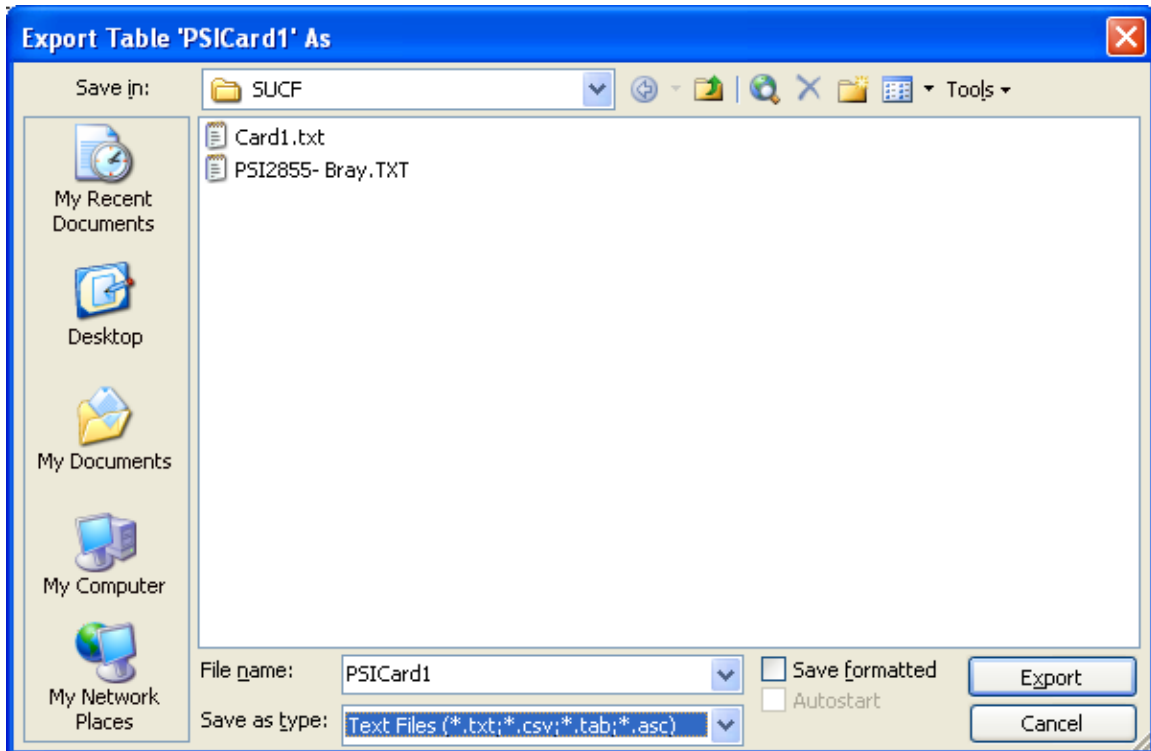 Export Table 'PSICard1' As
Save in:
SUCF
Tools
My Recent
Documents
Desktop
My Documents
My Computer
My Network
Places
Card1.txt
PSI2855- Bray.TXT
File name:
PSICard1
Save as type:
Text Files (*.txt;*.csv;*.tab;*.asc)
Save formatted
Autostart
Export
Cancel